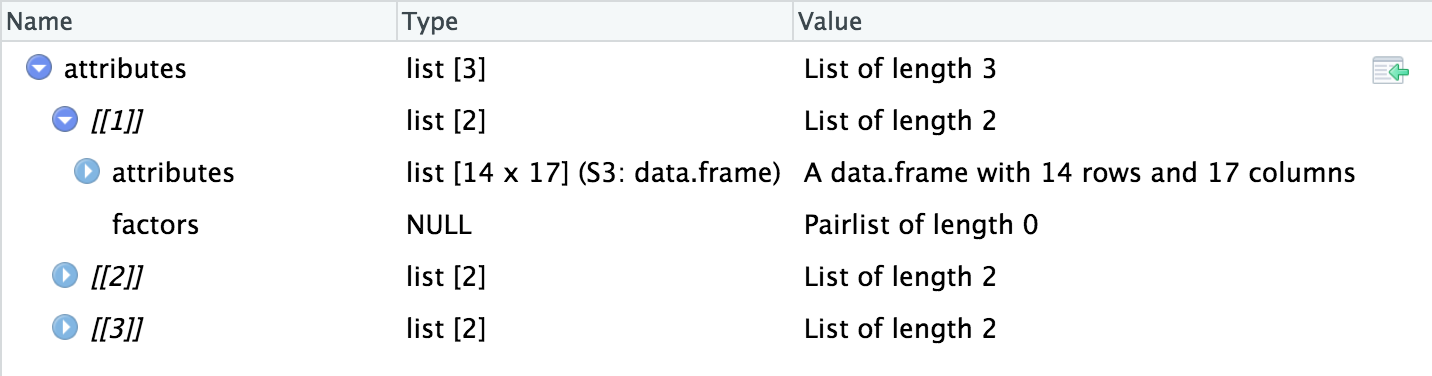 Name Type Value
attributes list [3] List of length 3
[[1]] list [2] List of length 2
attributes list [14 x 17] (S3: data.frame) A data.frame with 14 rows and 17 columns
factors NULL Pairlist of length 0
[[2]] list [2] List of length 2
[[3]] list [2] List of length 2